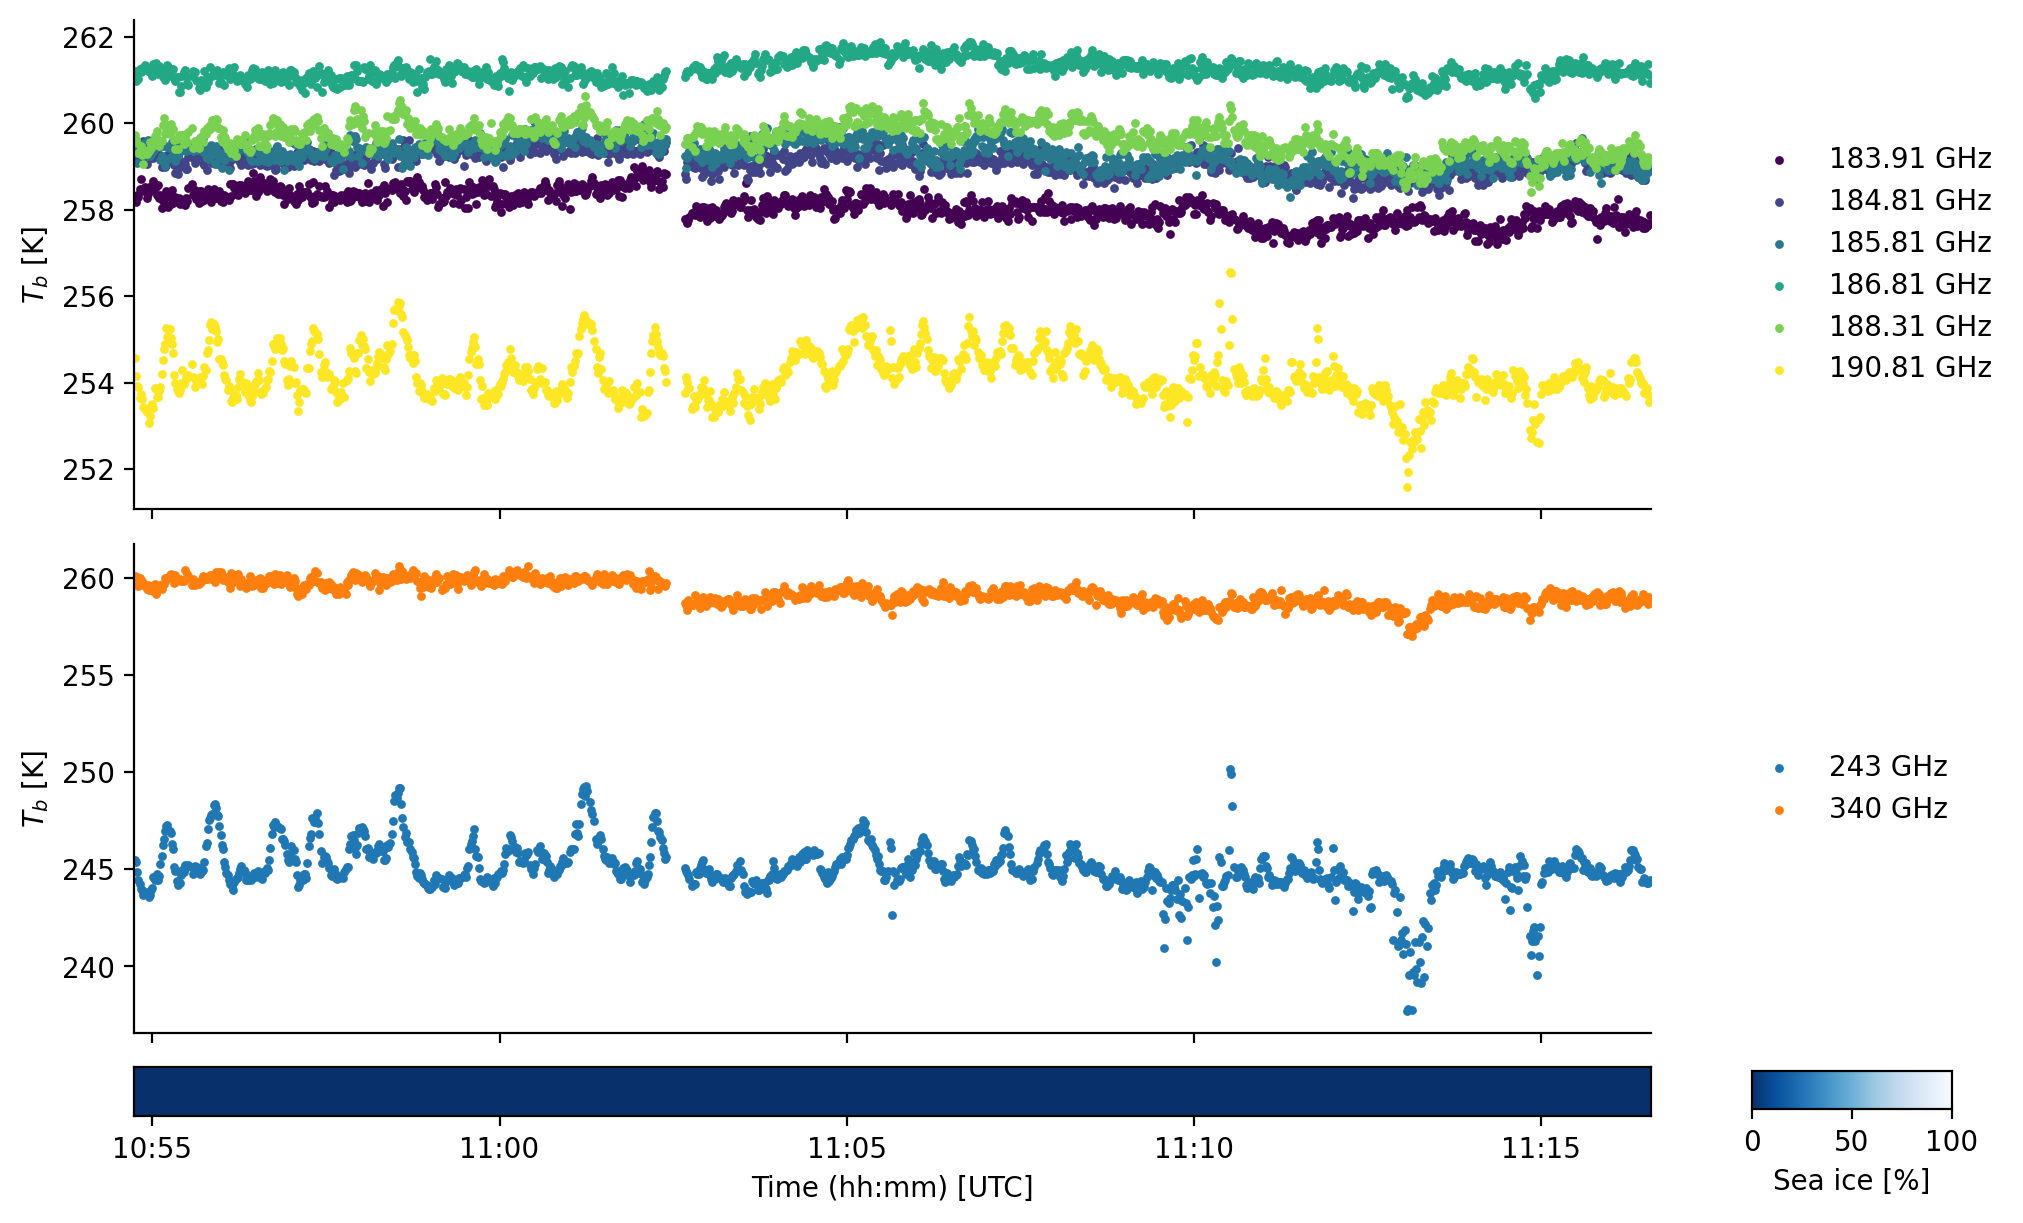 262
260
258
256
254
252
T_b [K]
183.91 GHz
184.81 GHz
185.81 GHz
186.81 GHz
188.31 GHz
190.81 GHz
260
255
250
245
240
T_b [K]
243 GHz
340 GHz
10:55 11:00 11:05 11:10 11:15
Time (hh:mm) [UTC]
0 50 100
Sea ice [%]